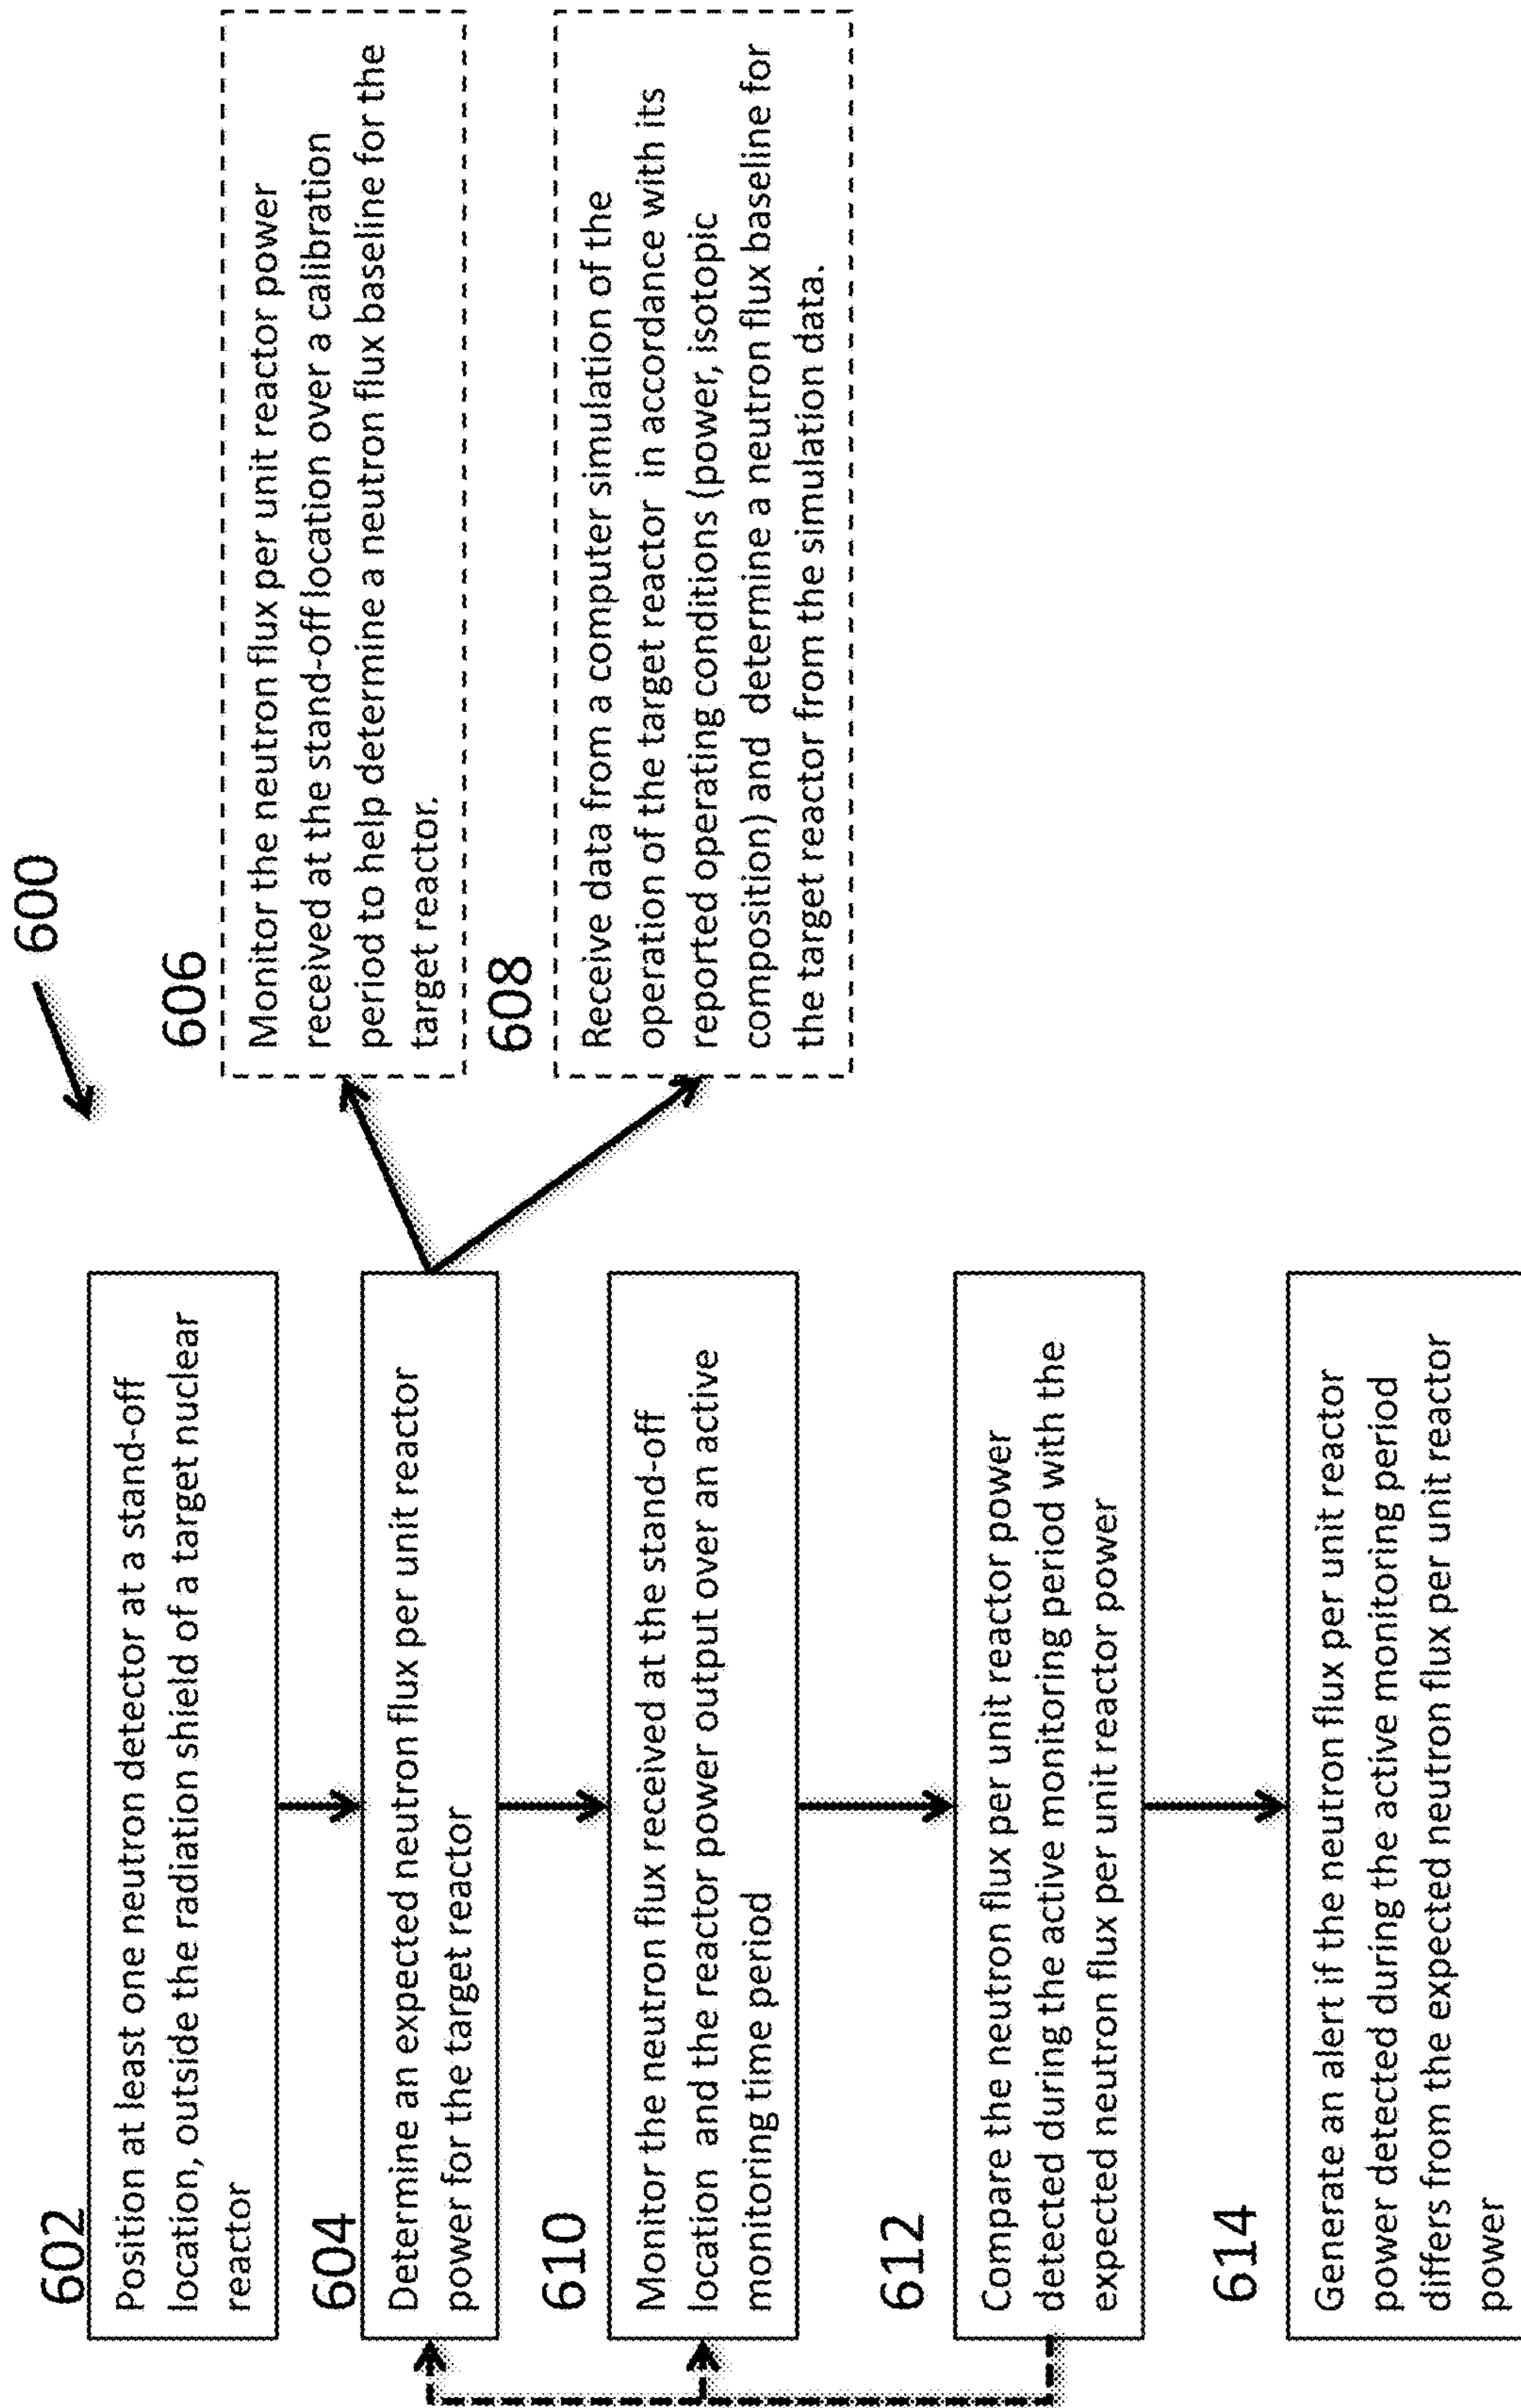 600
602
Position at least one neutron detector at a stand-off
location, outside the radiation shield of a target nuclear
reactor
604
Determine an expected neutron flux per unit reactor
power for the target reactor
606
Monitor the neutron flux per unit reactor power
received at the stand-off location over a calibration
period to help determine a neutron flux baseline for the
target reactor.
608
Receive data from a computer simulation of the
operation of the target reactor in accordance with its
reported operating conditions (power, isotopic
composition) and determine a neutron flux baseline for
the target reactor from the simulation data.
610
Monitor the neutron flux received at the stand-off
location and the reactor power output over an active
monitoring time period
612
Compare the neutron flux per unit reactor power
detected during the active monitoring period with the
expected neutron flux per unit reactor power
614
Generate an alert if the neutron flux per unit reactor
power detected during the active monitoring period
differs from the expected neutron flux per unit reactor
power